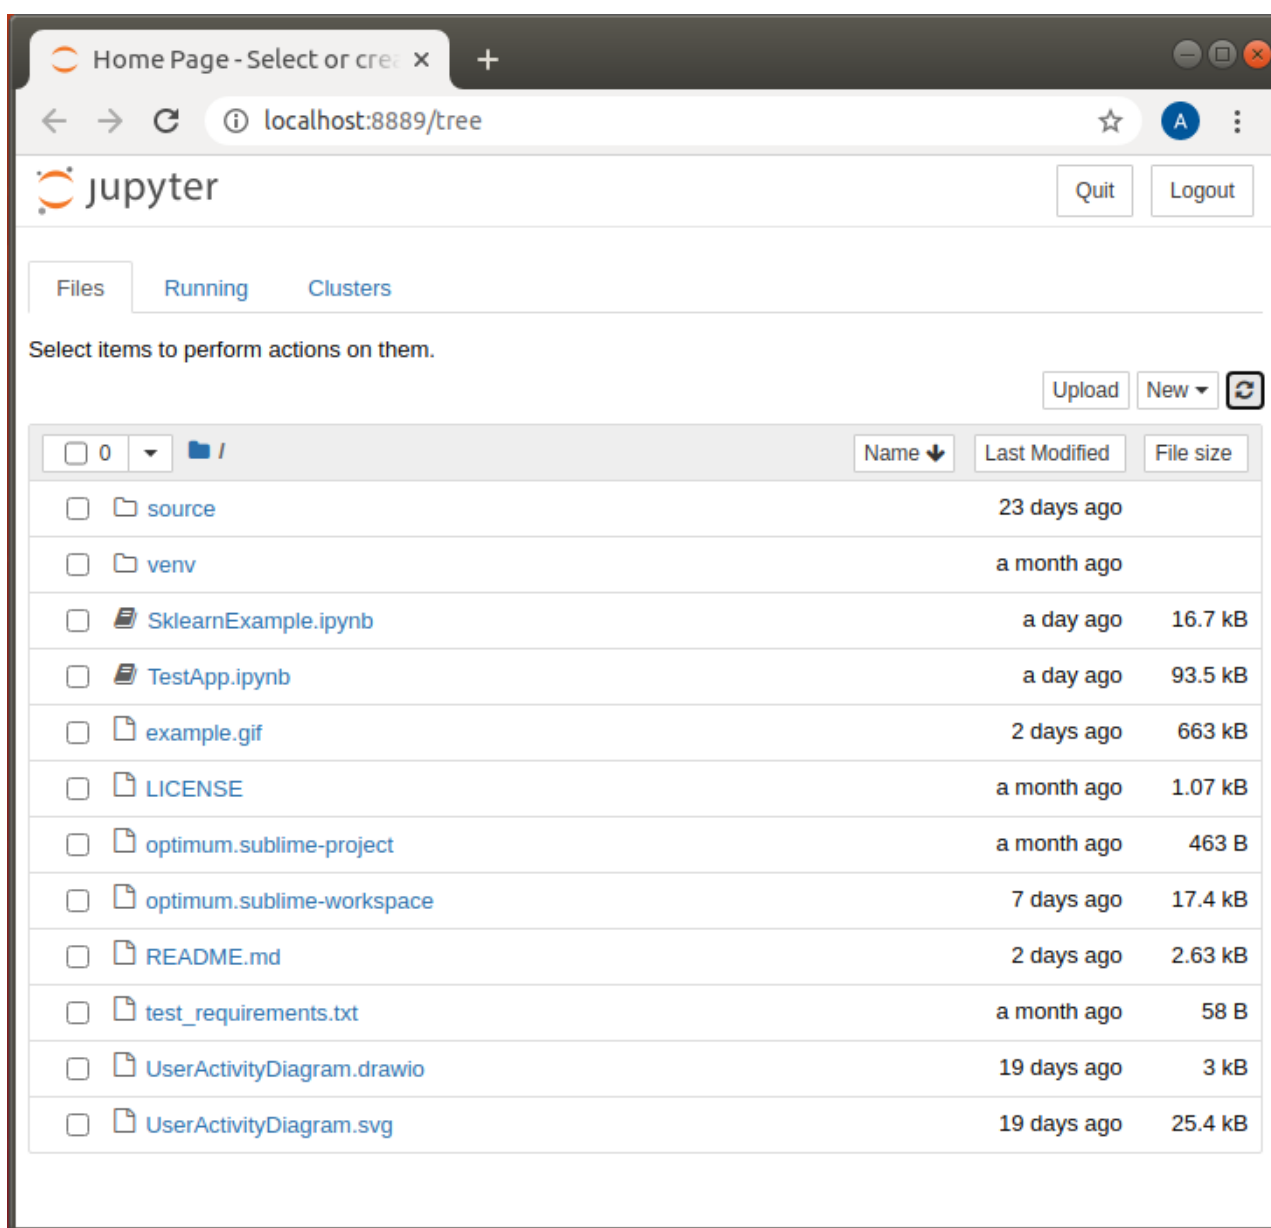 Home Page - Select or crea
localhost:8889/tree
A
jupyter
Quit
Logout
Files
Running
Clusters
Select items to perform actions on them.
Upload
New
0
/
Name
Last Modified
File size
source 23 days ago
venv a month ago
SklearnExample.ipynb a day ago 16.7 kB
TestApp.ipynb a day ago 93.5 kB
example.gif 2 days ago 663 kB
LICENSE a month ago 1.07 kB
optimum.sublime-project a month ago 463 B
optimum.sublime-workspace 7 days ago 17.4 kB
README.md 2 days ago 2.63 kB
test_requirements.txt a month ago 58 B
UserActivityDiagram.drawio 19 days ago 3 kB
UserActivityDiagram.svg 19 days ago 25.4 kB